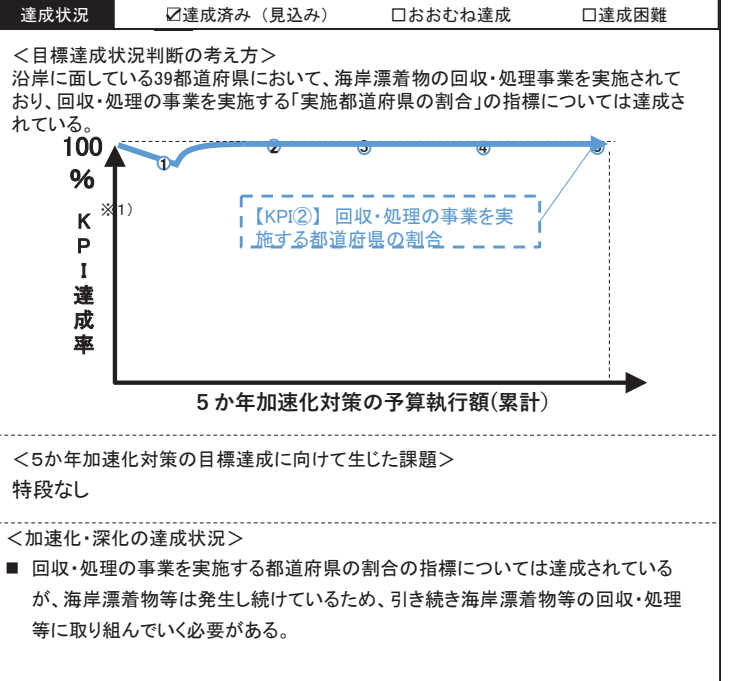 達成状況 ☑達成済み（見込み） □おおむね達成 □達成困難
＜目標達成状況判断の考え方＞
沿岸に面している39都道府県において、海岸漂着物の回収・処理事業を実施されて
おり、回収・処理の事業を実施する「実施都道府県の割合」の指標については達成さ
れている。
100
%
① ② ③ ④ ⑤
※1）
KPI達成率
【KPI②】 回収・処理の事業を実
施する都道府県の割合
５か年加速化対策の予算執行額(累計)
＜5か年加速化対策の目標達成に向けて生じた課題＞
特段なし
＜加速化・深化の達成状況＞
■ 回収・処理の事業を実施する都道府県の割合の指標については達成されている
が、海岸漂着物等は発生し続けているため、引き続き海岸漂着物等の回収・処理
等に取り組んでいく必要がある。